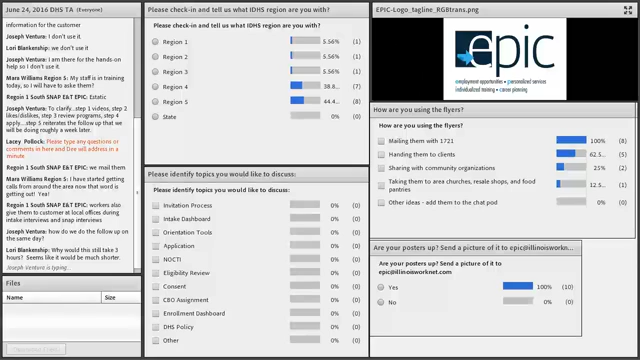 June 24, 2016 DHS TA (Everyone)
information for the customer
Joseph Ventura: I don't use it.
Lori Blankenship: we don't use it
Joseph Ventura: I am there for the hands-on
help so I don't use it
Mara Williams Region 5: My staff is in training
today, so I will have to ask them?
Regoin 1 South SNAP E&T EPIC: Estatic
Joseph Ventura: To clarify...step 1 videos, step 2
likes/dislikes, step 3 review programs, step 4
apply....step 5 reiterates the follow up that we
will be doing roughly a week later.
Lacey Pollock: Please type any questions or
comments in here and Dee sell address in a
minute
Regoin 1 South SNAP E&T EPIC: we mail them
Mara Williams Region 5: I have started getting
calls from around the area now that word is
getting out! Yea!
Regoin 1 South SNAP E&T EPIC: workers also
give them to customer at local offices during
intake interviews and snap interviews
Joseph Ventura: how do we do the follow up
on the same day?
Lori Blankenship: Why would this still take 3
hours? Seems like it would be much shorter.
Joseph Ventura is typing
Files
Name Size
Please check-in and tell us what IDHS region are you with?
Please check-in and tell us what IDHS region are you with?
Region 1 5.56% (1)
Region 2 5.56% (1)
Region 3 5.56% (1)
Region 4 38.8... (7)
Region 5 44.4... (8)
State 0% (0)
Please identify topics you would like to discuss:
Please identify topics you would like to discuss:
Invitation Process 0% (0)
Intake Dashboard 0% (0)
Orientation Tools 0% (0)
Application 0% (0)
NOCTI 0% (0)
Eligibility Review 0% (0)
Consent 0% (0)
CBO Assignment 0% (0)
Enrollment Dashboard 0% (0)
DHS Policy 0% (0)
Other 0% (0)
EPIC-Logo_tagline_RGBtrans.png
epic
employment opportunities • personalized services
individualized training • career planning
How are you using the flyers?
How are you using the flyers?
Mailing them with 1721 100% (8)
Handing them to clients 62.5... (5)
Sharing with community organizations 25% (2)
Taking them to area churches, resale shops, and food
pantries 12.5... (1)
Other ideas - add them to the chat pod 0% (0)
Are your posters up? Send a picture of it to epic@illinoisworkn...
Are your posters up? Send a picture of it to
epic@illinoisworknet.com
Yes 100% (10)
No 0% (0)